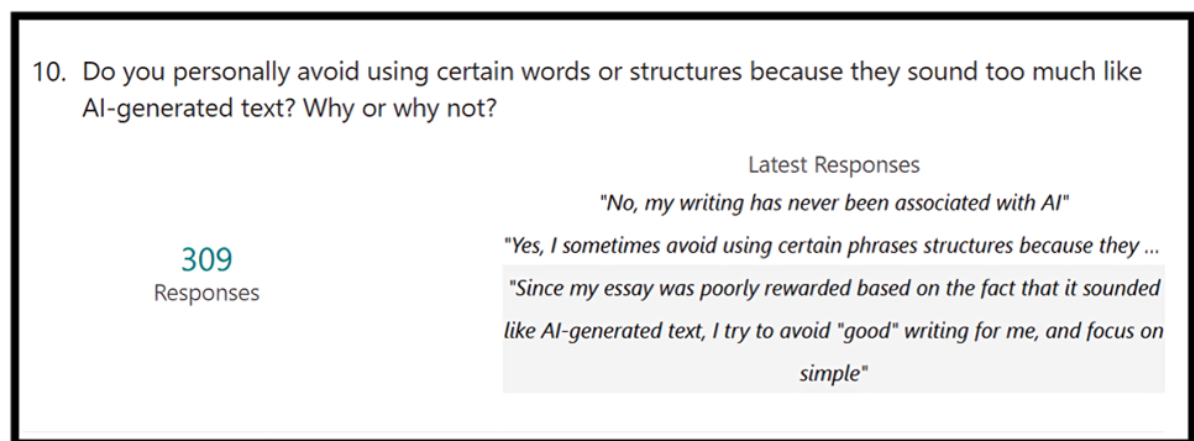 10. Do you personally avoid using certain words or structures because they sound too much like
AI-generated text? Why or why not?
Latest Responses
"No, my writing has never been associated with AI"
309
Responses
"Yes, I sometimes avoid using certain phrases structures because they ...
"Since my essay was poorly rewarded based on the fact that it sounded
like AI-generated text, I try to avoid "good" writing for me, and focus on
simple"